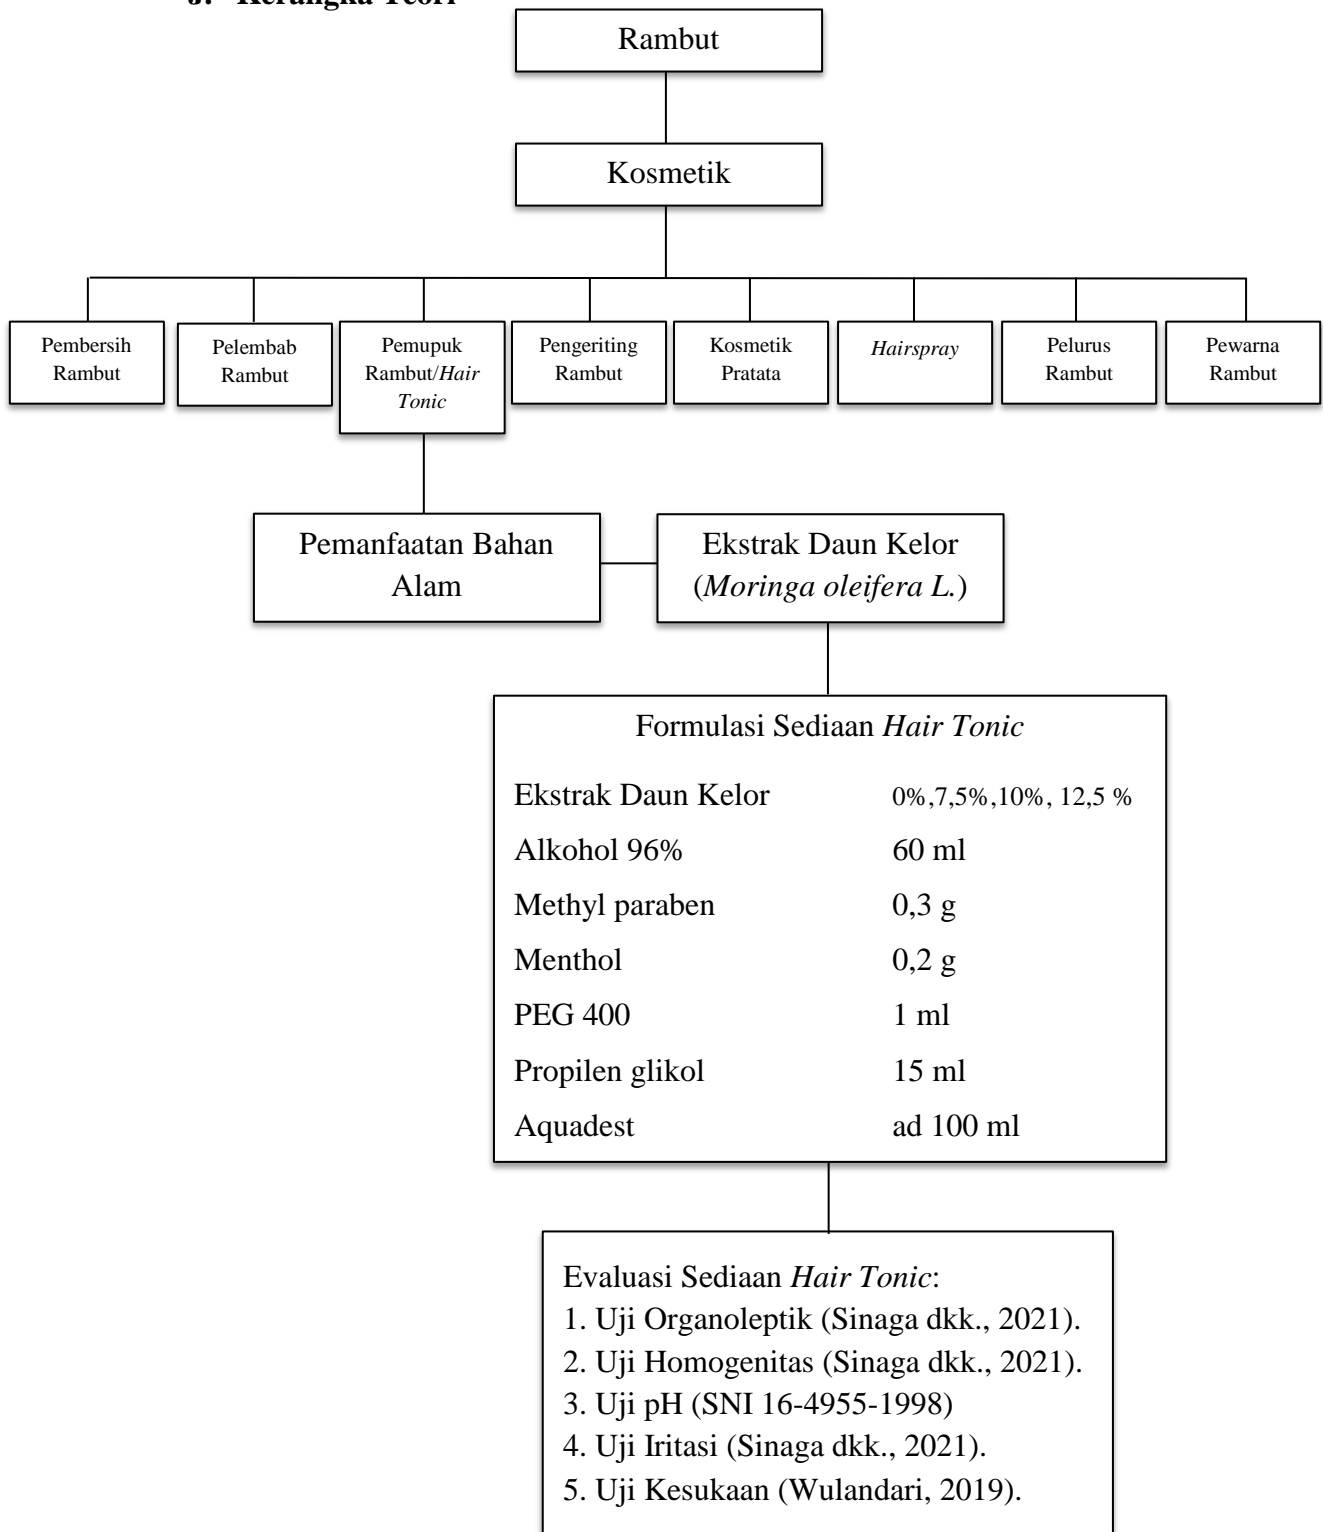 Rambut
Kosmetik
Pembersih
Rambut
Pelembab
Rambut
Pemupuk
Rambut/Hair
Tonic
Pengeriting
Rambut
Kosmetik
Pratata
Hairspray
Pelurus
Rambut
Pewarna
Rambut
Pemanfaatan Bahan
Alam
Ekstrak Daun Kelor
(Moringa oleifera L.)
Formulasi Sediaan Hair Tonic
Ekstrak Daun Kelor 0%,7,5%,10%, 12,5 %
Alkohol 96% 60 ml
Methyl paraben 0,3 g
Menthol 0,2 g
PEG 400 1 ml
Propilen glikol 15 ml
Aquadest ad 100 ml
Evaluasi Sediaan Hair Tonic:
1. Uji Organoleptik (Sinaga dkk., 2021).
2. Uji Homogenitas (Sinaga dkk., 2021).
3. Uji pH (SNI 16-4955-1998)
4. Uji Iritasi (Sinaga dkk., 2021).
5. Uji Kesukaan (Wulandari, 2019).